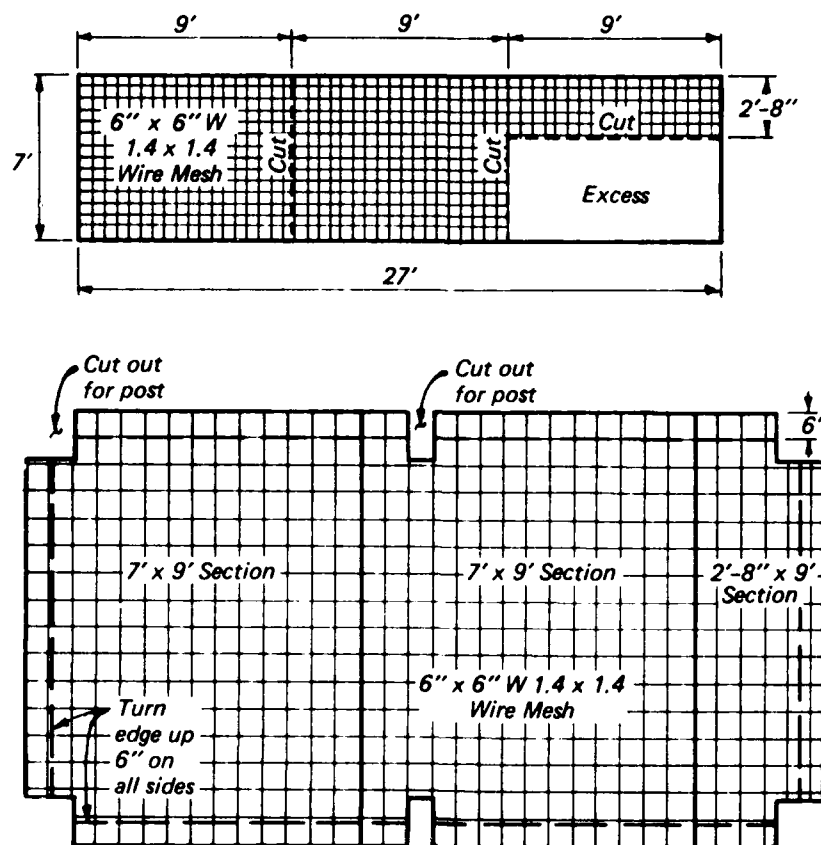 9'
9'
9'
7'
6" x 6" W
1.4 x 1.4
Wire Mesh
Cut
Cut
Cut
2'-8"
Excess
27'
Cut out
for post
Cut out
for post
6'
7' x 9' Section
7' x 9' Section
2'-8" x 9'
Section
6" x 6" W 1.4 x 1.4
Wire Mesh
Turn
edge up
6" on
all sides